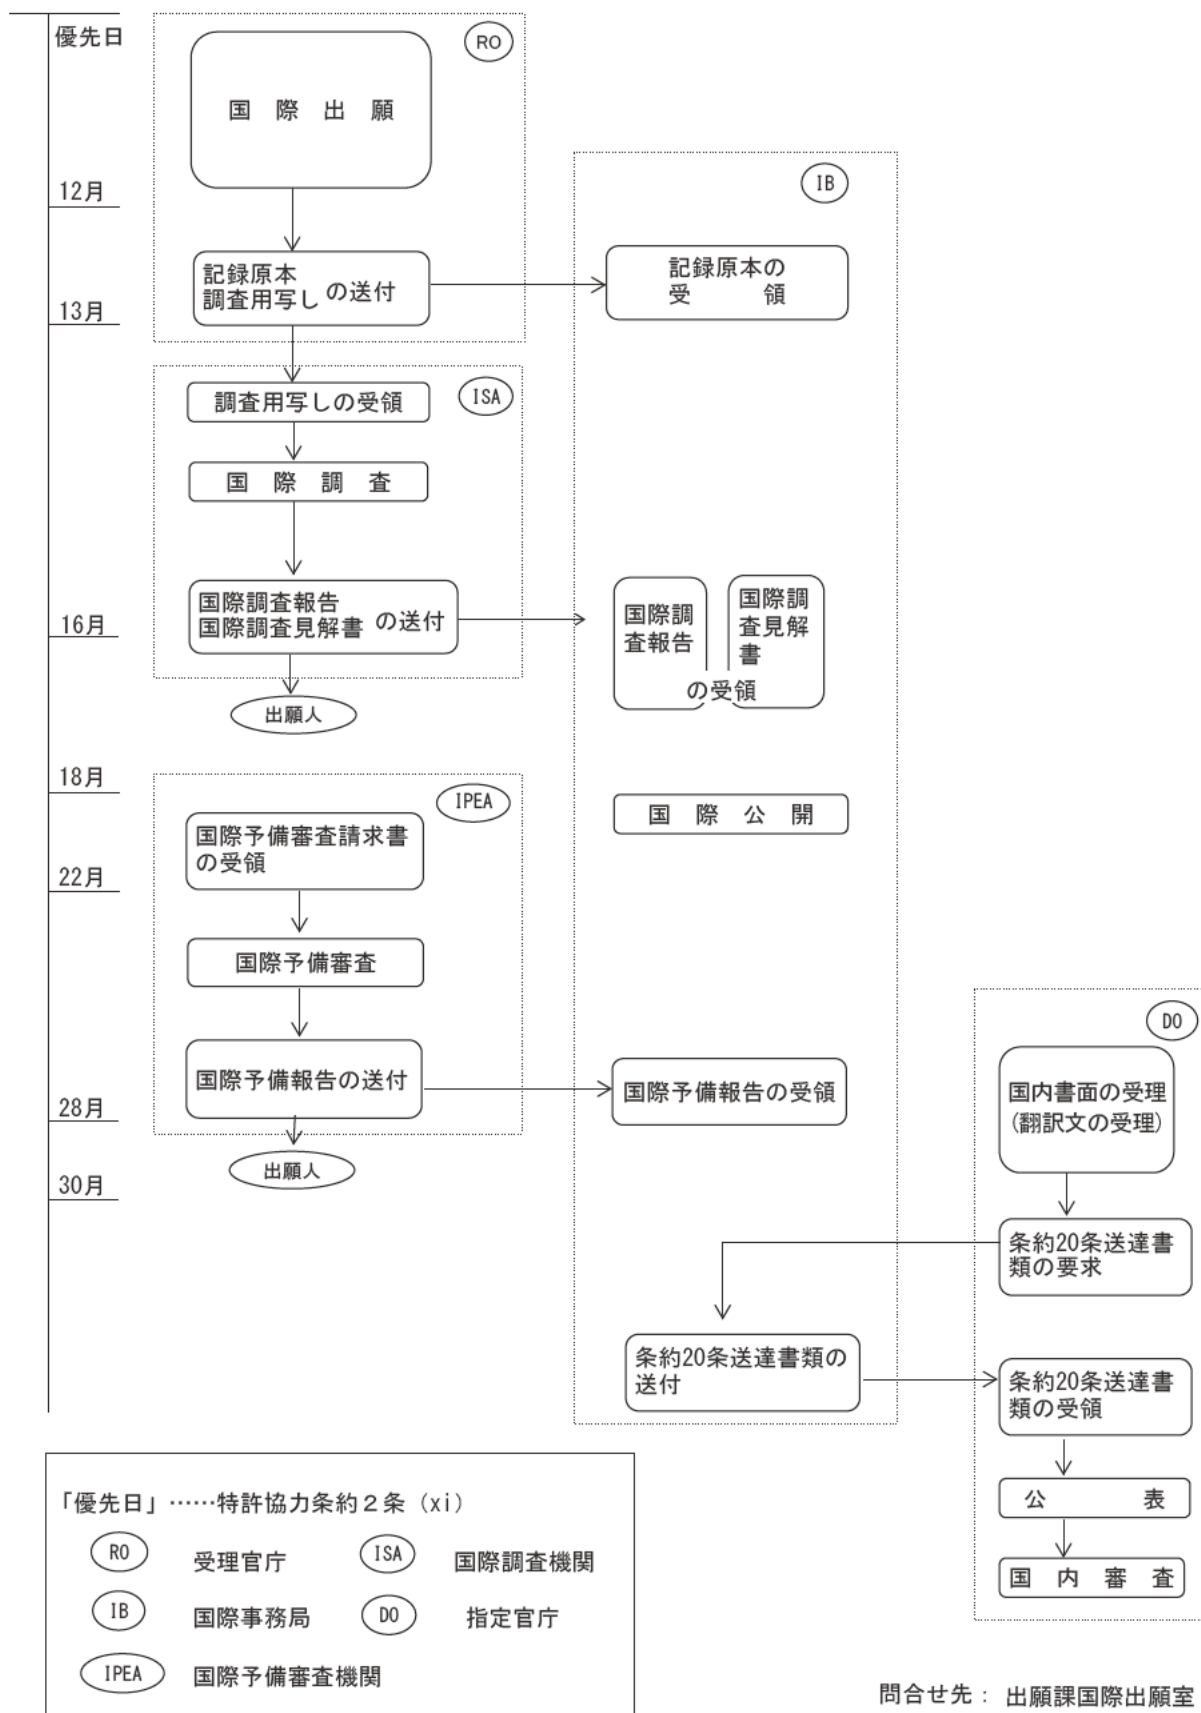 優先日
RO
国際出願
12月
IB
記録原本
調査用写し の送付
記録原本の
受領
13月
調査用写しの受領
ISA
国際調査
国際調査報告
国際調査見解書 の送付
16月
国際調
査報告
国際調
査見解
書
の受領
出願人
18月
IPEA
国際公開
国際予備審査請求書
の受領
22月
国際予備審査
DO
国際予備報告の送付
国際予備報告の受領
国内書面の受理
(翻訳文の受理)
28月
出願人
30月
条約20条送達書
類の要求
条約20条送達書類の
送付
条約20条送達書
類の受領
公表
国内審査
「優先日」……特許協力条約2条(xi)
RO 受理官庁 ISA 国際調査機関
IB 国際事務局 DO 指定官庁
IPEA 国際予備審査機関
問合せ先: 出願課国際出願室